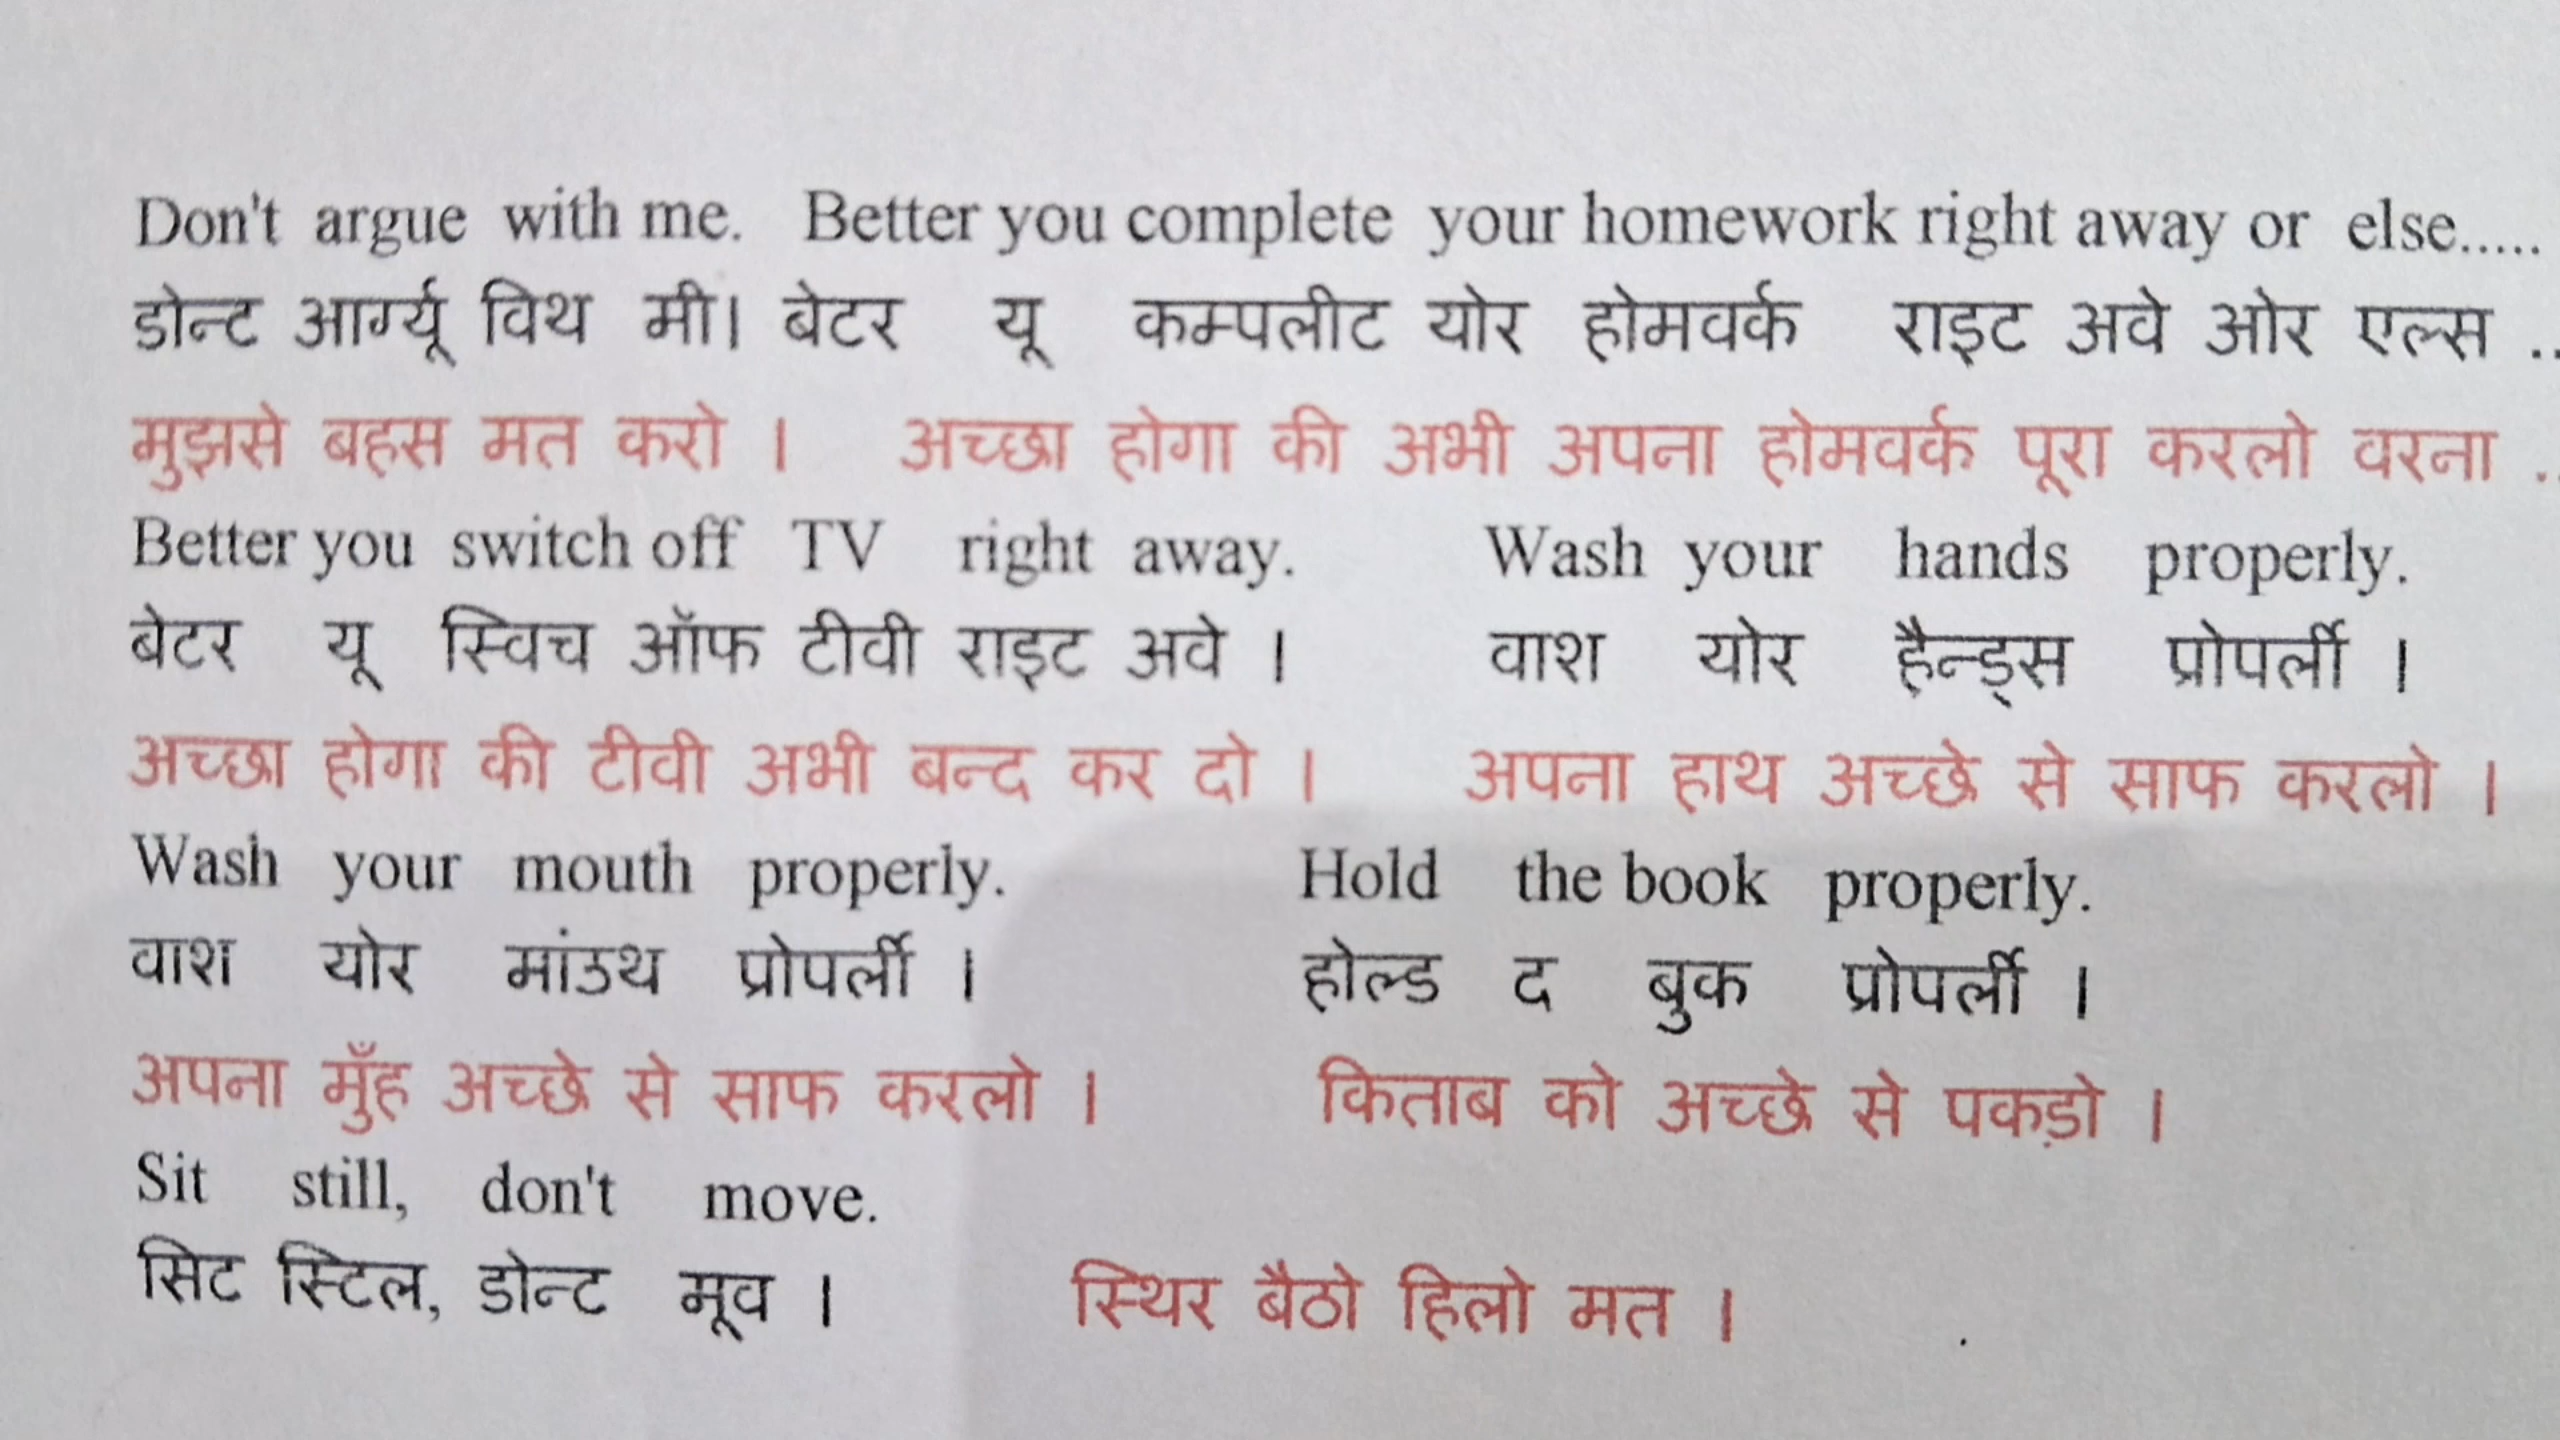 Don't argue with me. Better you complete your homework right away or else.....
डोन्ट आर्ग्यू विथ मी। बेटर यू कम्पलीट योर होमवर्क राइट अवे ओर एल्स ..
मुझसे बहस मत करो । अच्छा होगा की अभी अपना होमवर्क पूरा करलो वरना ..
Better you switch off TV right away. Wash your hands properly.
बेटर यू स्विच ऑफ टीवी राइट अवे । वाश योर हैन्ड्स प्रोपर्ली ।
अच्छा होगा की टीवी अभी बन्द कर दो । अपना हाथ अच्छे से साफ करलो ।
Wash your mouth properly. Hold the book properly.
वाश योर मांउथ प्रोपर्ली । होल्ड द बुक प्रोपर्ली ।
अपना मुँह अच्छे से साफ करलो । किताब को अच्छे से पकड़ो ।
Sit still, don't move.
सिट स्टिल, डोन्ट मूव । स्थिर बैठो हिलो मत ।